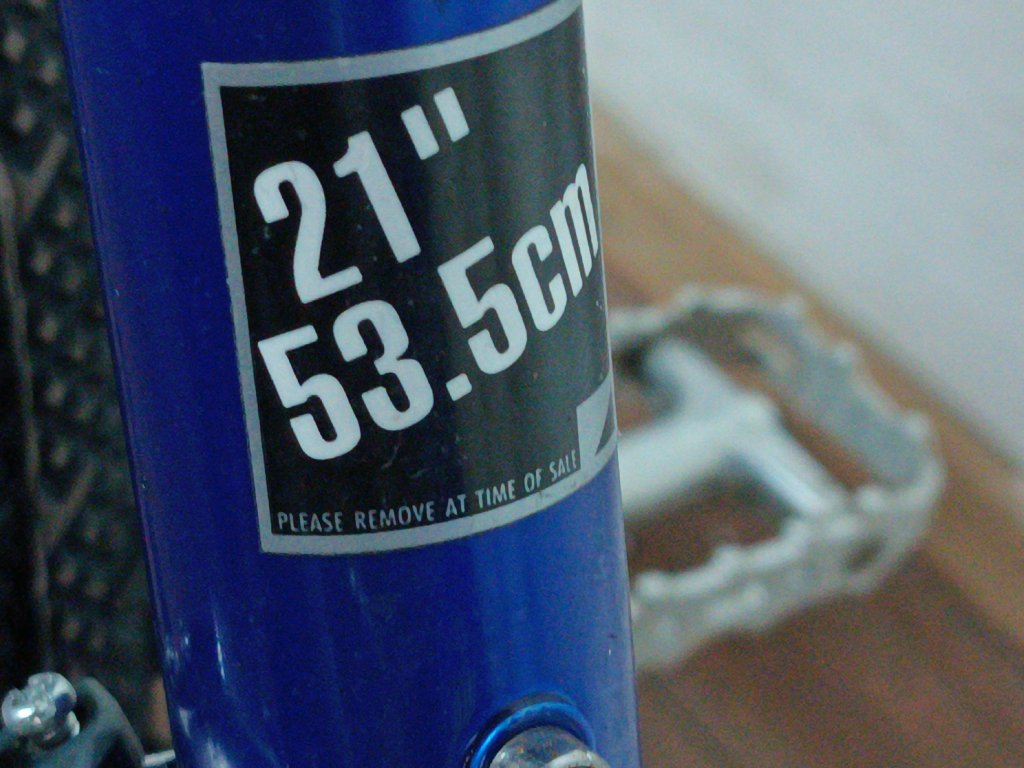 21"
53.5cm
PLEASE REMOVE AT TIME OF SALE